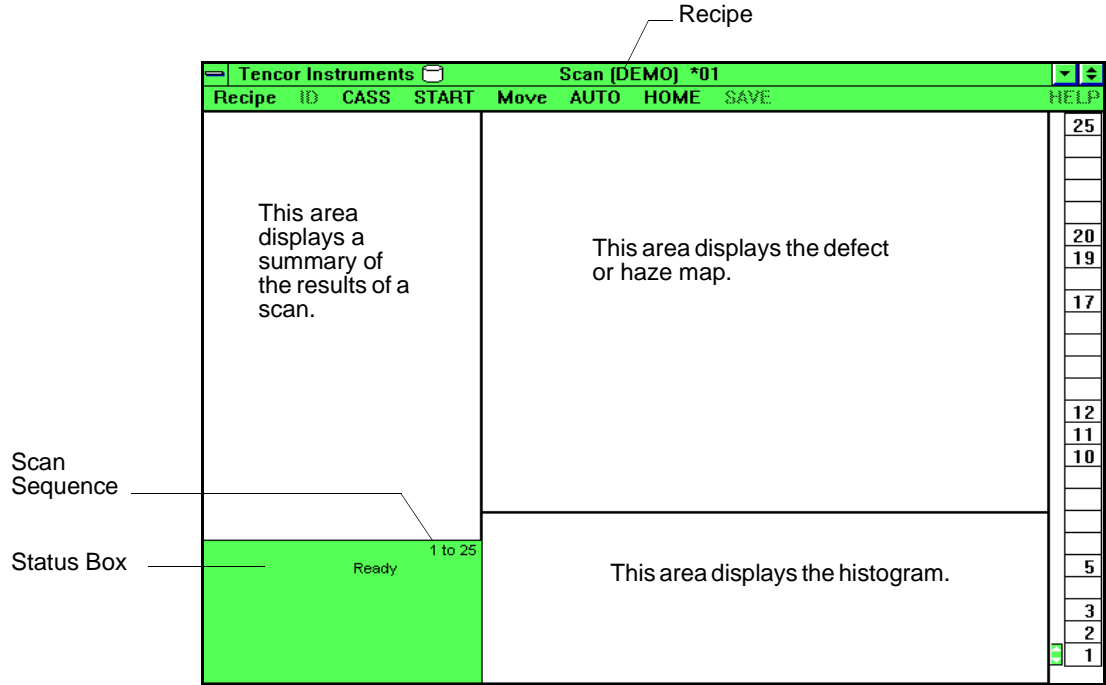 Recipe
Tencor Instruments Scan (DEMO) *01
Recipe ID CASS START Move AUTO HOME SAVE HELP
This area
displays a
summary of
the results of a
scan.
This area displays the defect
or haze map.
25
20
19
17
12
11
10
5
3
2
1
Scan
Sequence
1 to 25
Status Box
Ready
This area displays the histogram.